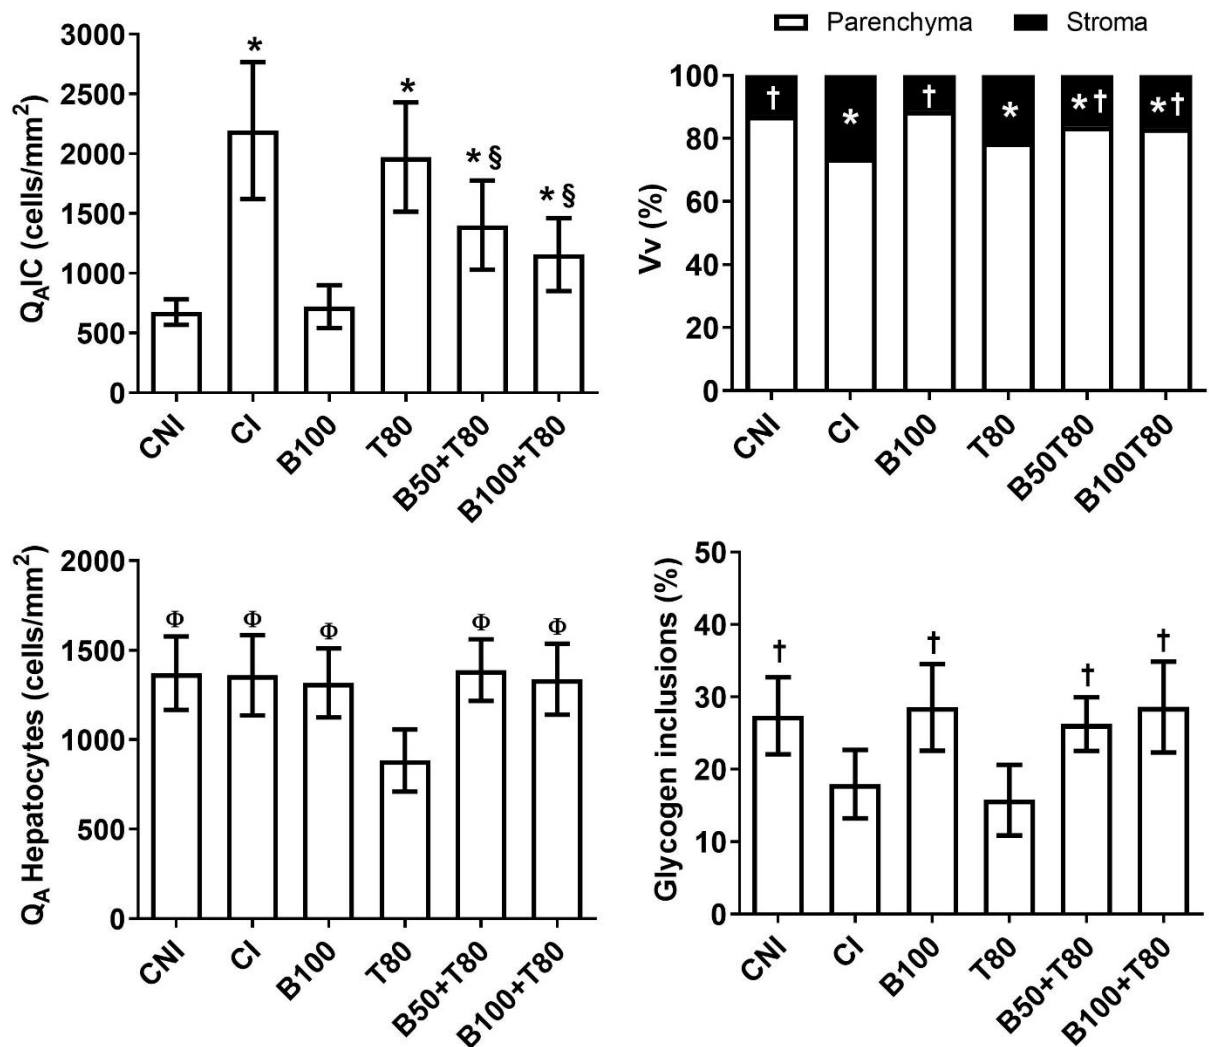 Q_AIC (cells/mm²)
3000
2500
2000
1500
1000
500
0
* * * § * §
CNI CI B100 T80 B50+T80 B100+T80
Parenchyma Stroma
Vv (%)
100
80
60
40
20
0
† * † * *† *†
CNI CI B100 T80 B50T80 B100T80
Q_A Hepatocytes (cells/mm²)
2000
1500
1000
500
0
Φ Φ Φ Φ Φ
CNI CI B100 T80 B50+T80 B100+T80
Glycogen inclusions (%)
50
40
30
20
10
0
† † † †
CNI CI B100 T80 B50+T80 B100+T80